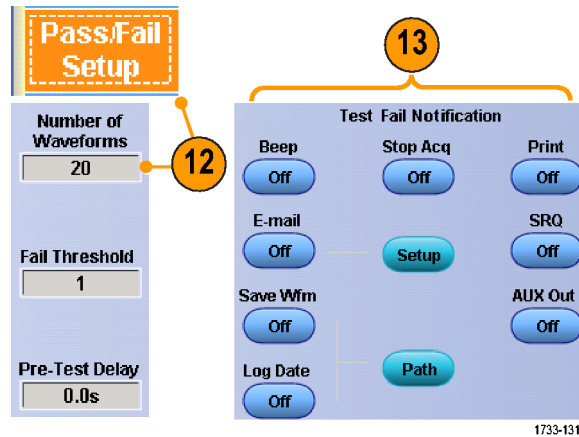 Pass/Fail
Setup
12
Number of
Waveforms
20
Fail Threshold
1
Pre-Test Delay
0.0s
13
Test Fail Notification
Beep
Off
Stop Acq
Off
Print
Off
E-mail
Off
Setup
SRQ
Off
Save Wfm
Off
AUX Out
Off
Log Date
Off
Path
1733-131